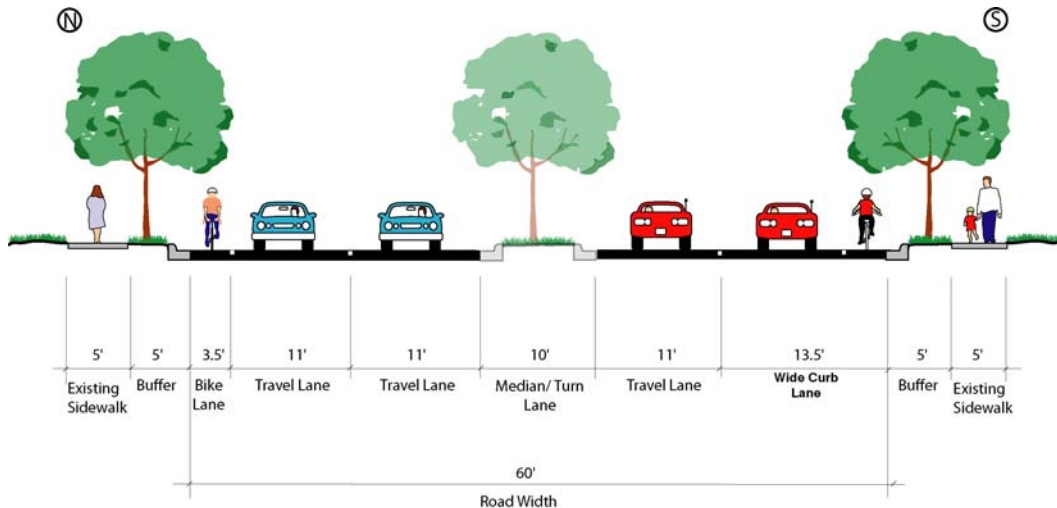 N
S
5'
5'
3.5'
11'
11'
10'
11'
13.5'
5'
5'
Existing
Sidewalk
Buffer
Bike
Lane
Travel Lane
Travel Lane
Median/ Turn
Lane
Travel Lane
Wide Curb
Lane
Buffer
Existing
Sidewalk
60'
Road Width